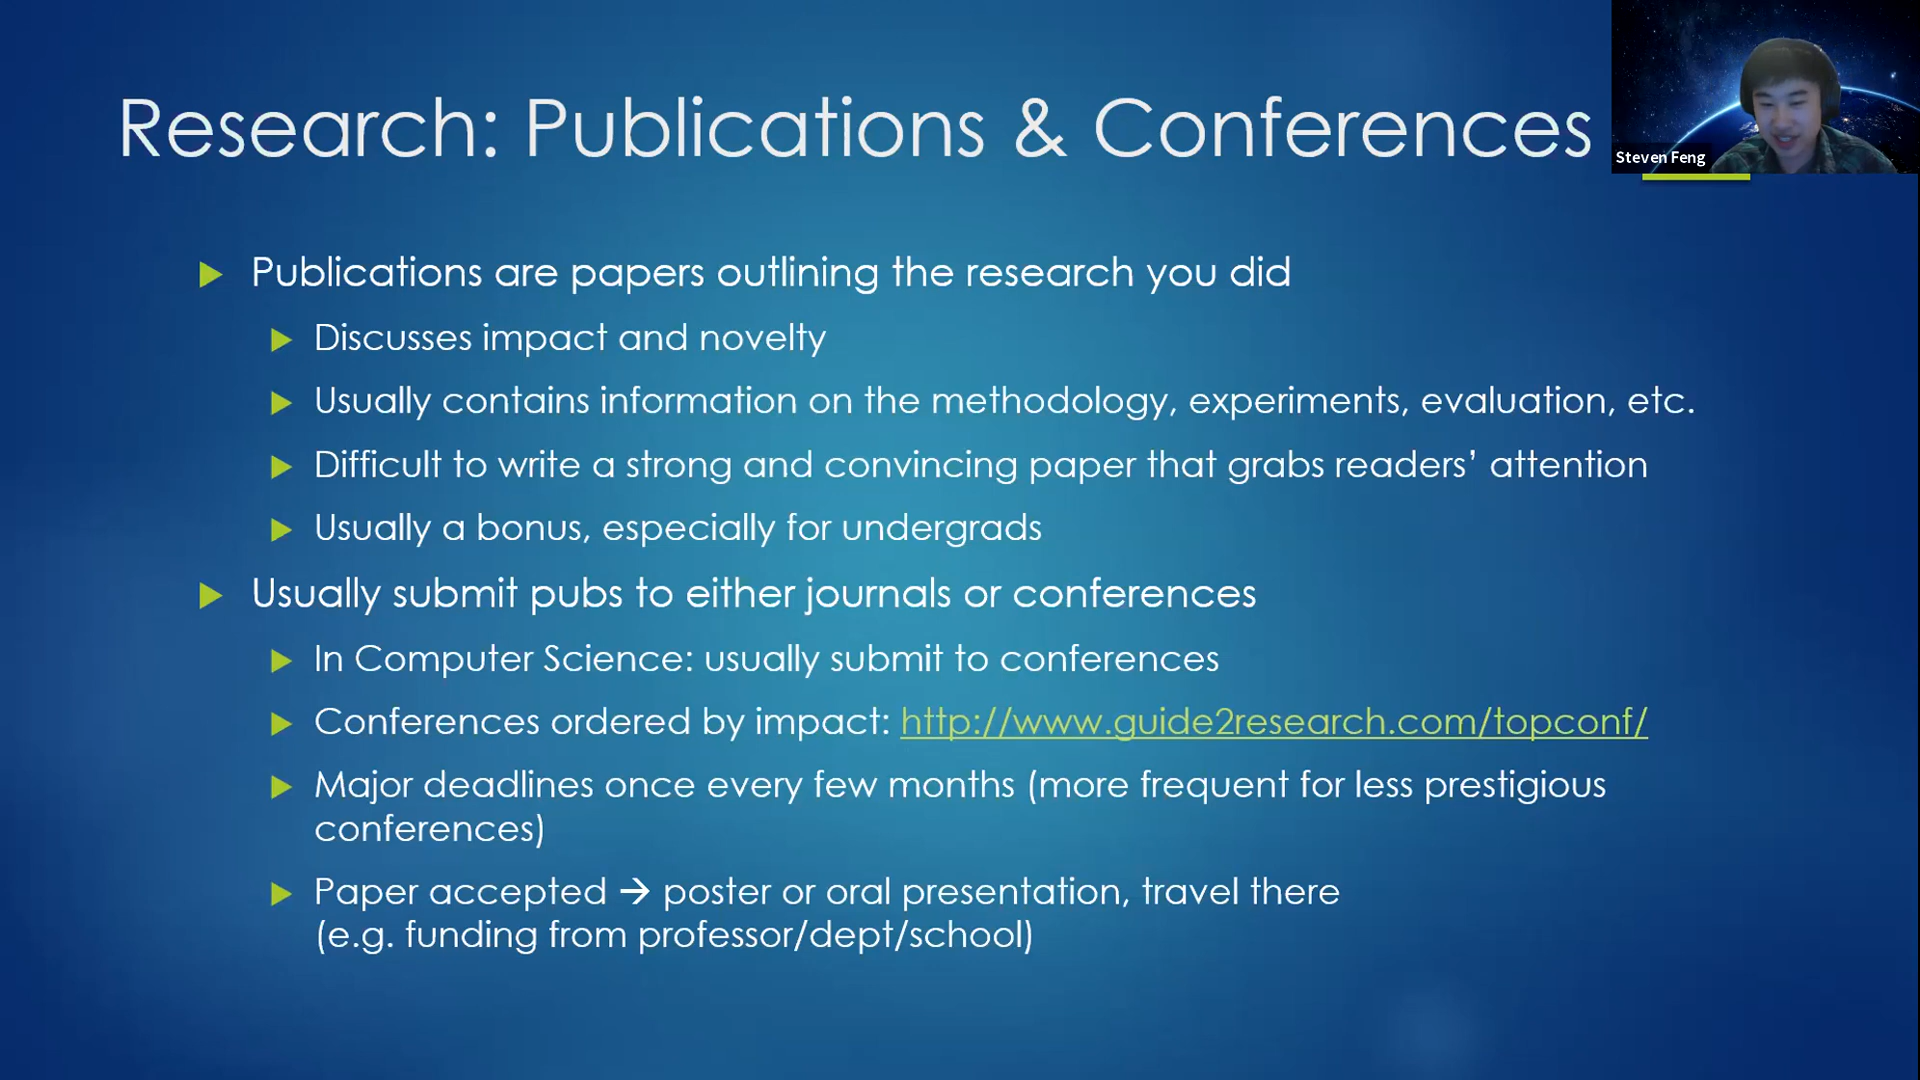 Research: Publications & Conferences
Steven Feng
Publications are papers outlining the research you did
Discusses impact and novelty
Usually contains information on the methodology, experiments, evaluation, etc.
Difficult to write a strong and convincing paper that grabs readers’ attention
Usually a bonus, especially for undergrads
Usually submit pubs to either journals or conferences
In Computer Science: usually submit to conferences
Conferences ordered by impact: http://www.guide2research.com/topconf/
Major deadlines once every few months (more frequent for less prestigious
conferences)
Paper accepted → poster or oral presentation, travel there
(e.g. funding from professor/dept/school)